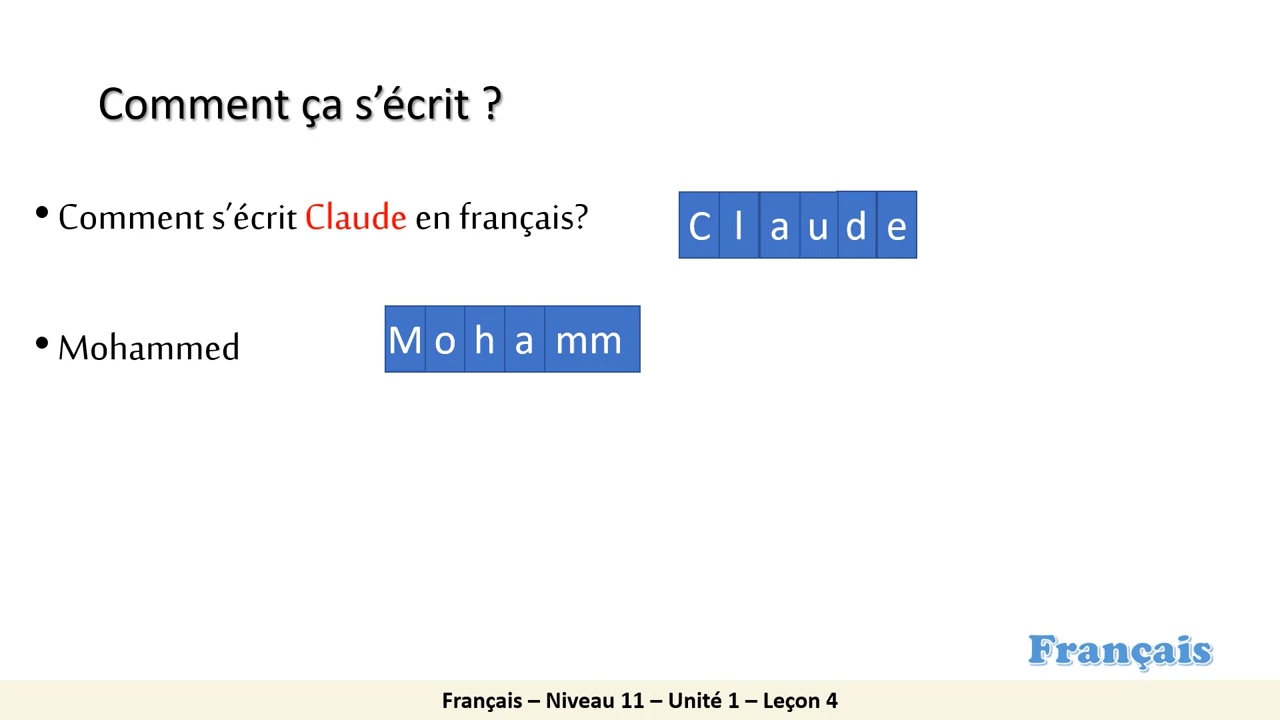 Comment ça s’écrit ?
• Comment s’écrit Claude en français?
C l a u d e
• Mohammed
M o h a mm
Français
Français – Niveau 11 – Unité 1 – Leçon 4